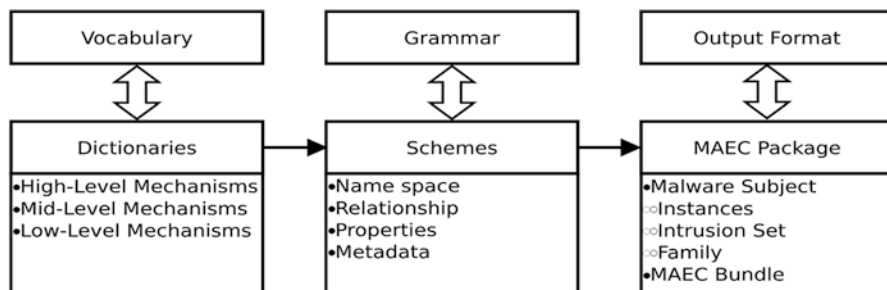 Vocabulary
Grammar
Output Format
Dictionaries
Schemes
MAEC Package
•High-Level Mechanisms
•Mid-Level Mechanisms
•Low-Level Mechanisms
•Name space
•Relationship
•Properties
•Metadata
•Malware Subject
○○Instances
○○Intrusion Set
○○Family
•MAEC Bundle